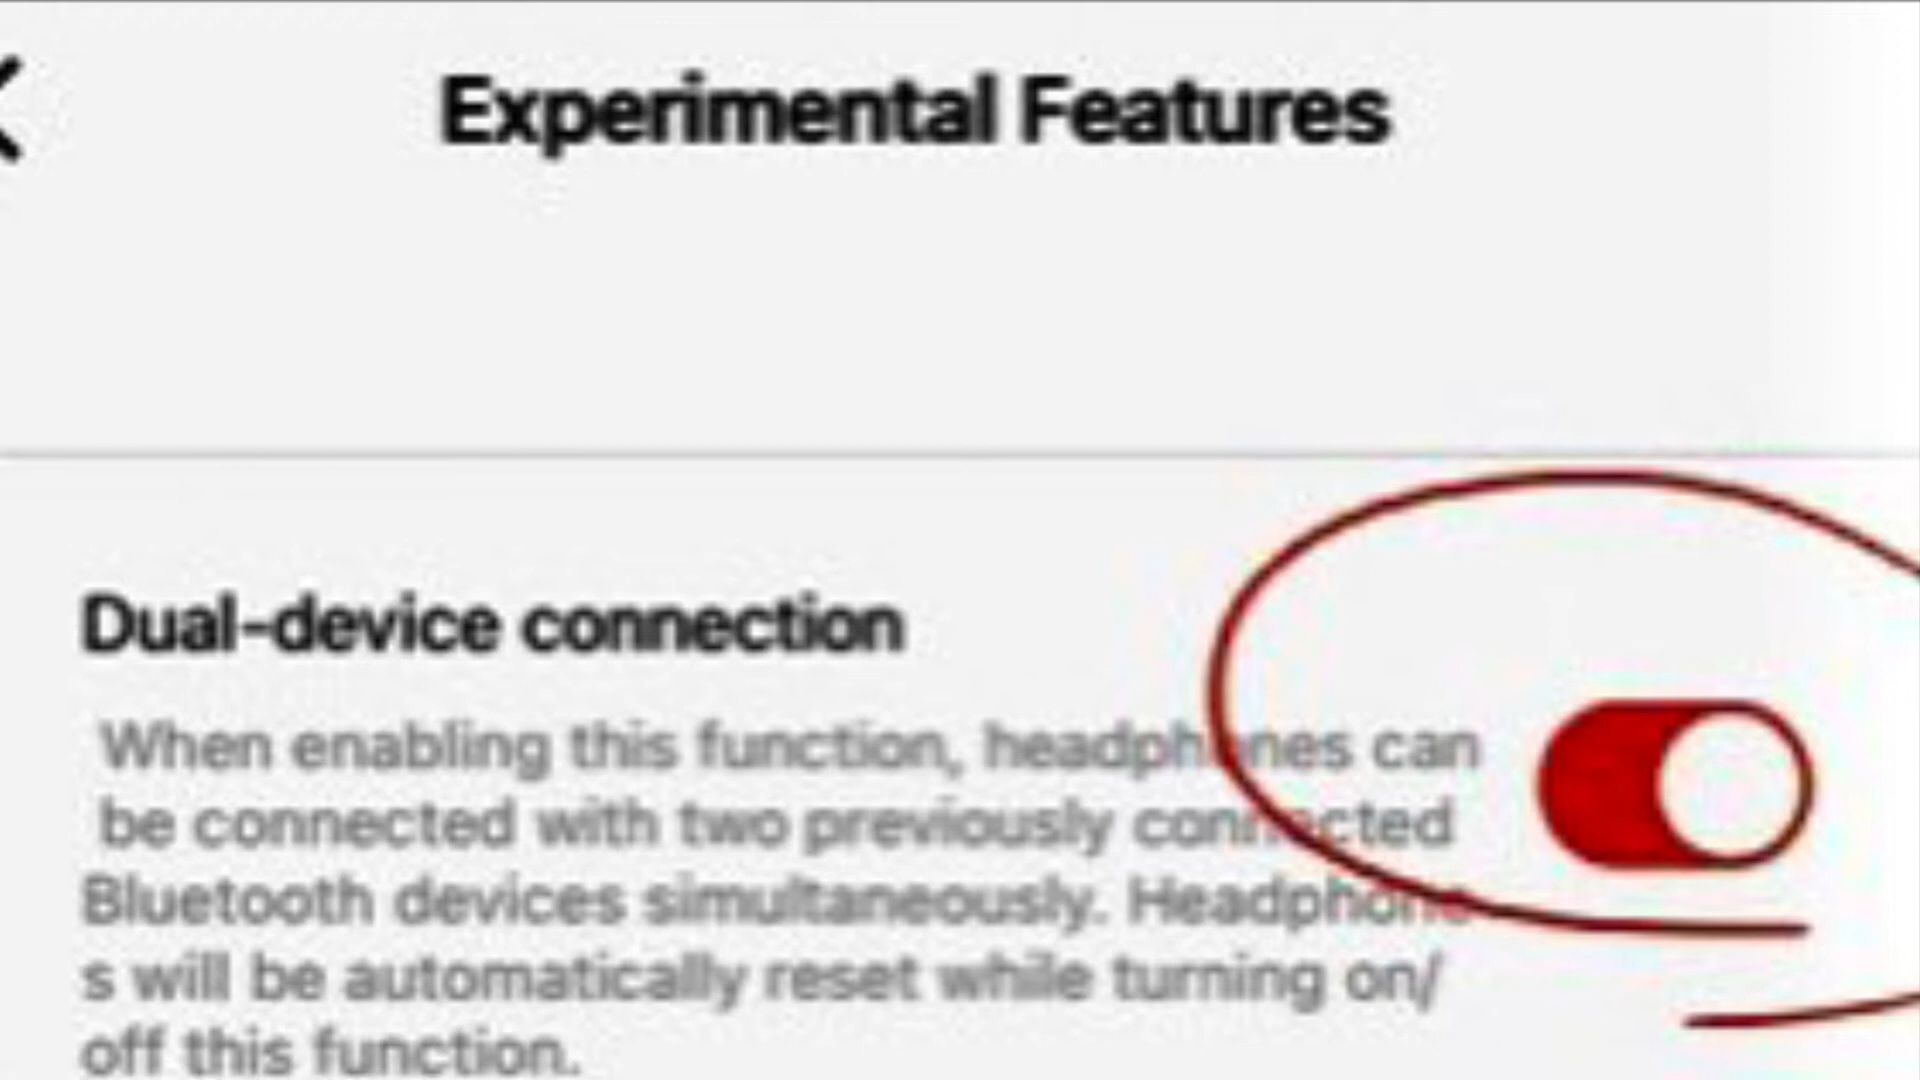 Experimental Features
Dual-device connection
When enabling this function, headphones can
be connected with two previously connected
Bluetooth devices simultaneously. Headphone
s will be automatically reset while turning on/
off this function.